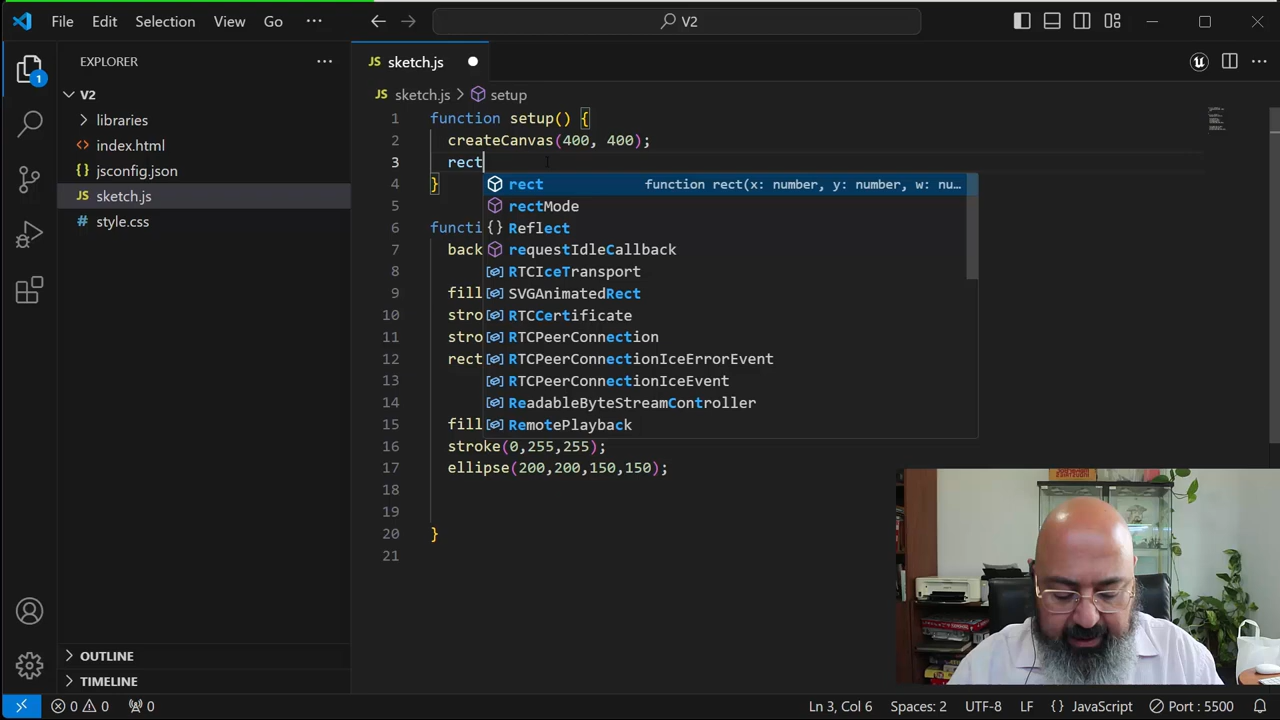 File Edit Selection View Go ··· V2
EXPLORER ···
V2
libraries
index.html
jsconfig.json
sketch.js
style.css
OUTLINE
TIMELINE
1
JS sketch.js
JS sketch.js > setup
1 function setup() {
2 createCanvas(400, 400);
3 rect
4 }
5
6 functi
7 back
8
9 fill
10 stro
11 stro
12 rect
13
14
15 fill
16 stroke(0,255,255);
17 ellipse(200,200,150,150);
18
19
20 }
21
rect function rect(x: number, y: number, w: nu…
rectMode
Reflect
requestIdleCallback
RTCIceTransport
SVGAnimatedRect
RTCCertificate
RTCPeerConnection
RTCPeerConnectionIceErrorEvent
RTCPeerConnectionIceEvent
ReadableByteStreamController
RemotePlayback
0 0 0 Ln 3, Col 6 Spaces: 2 UTF-8 LF {} JavaScript Port : 5500